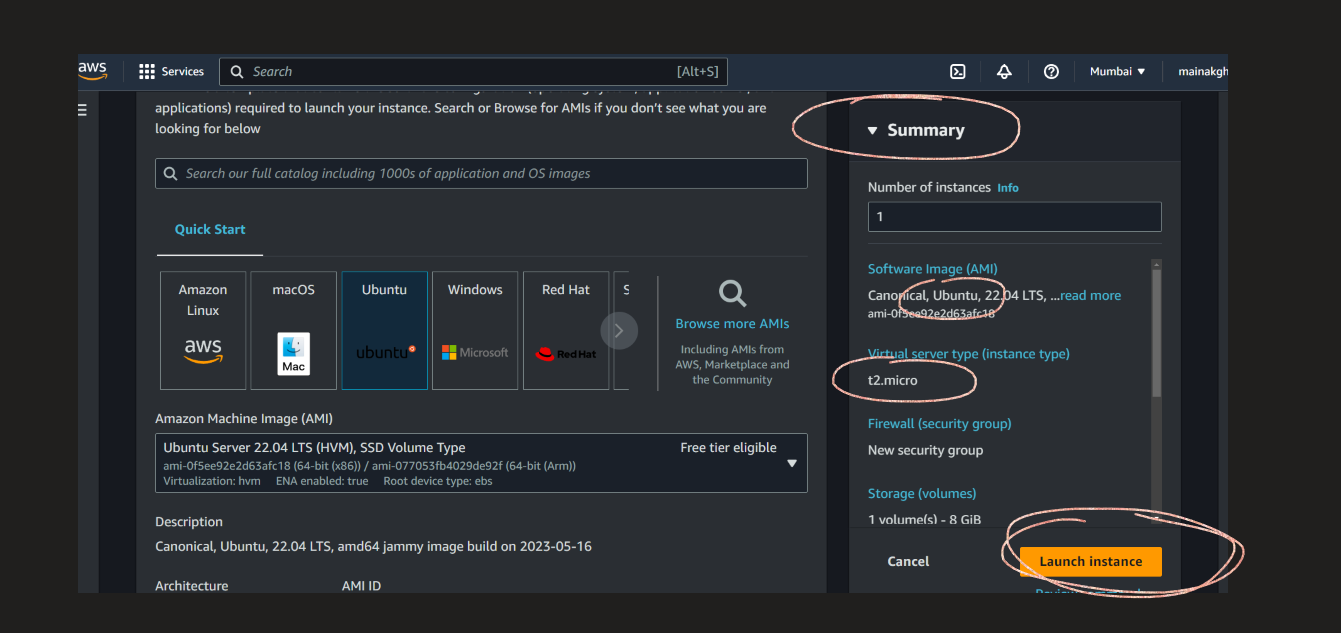 aws
Services
Search
[Alt+S]
Mumbai
mainakgh
applications) required to launch your instance. Search or Browse for AMIs if you don't see what you are
looking for below
Search our full catalog including 1000s of application and OS images
Quick Start
Amazon
Linux
aws
macOS
Mac
Ubuntu
ubuntu
Windows
Microsoft
Red Hat
Red Hat
S
Browse more AMIs
Including AMIs from
AWS, Marketplace and
the Community
Amazon Machine Image (AMI)
Ubuntu Server 22.04 LTS (HVM), SSD Volume Type
Free tier eligible
ami-0f5ee92e2d63afc18 (64-bit (x86)) / ami-077053fb4029de92f (64-bit (Arm))
Virtualization: hvm ENA enabled: true Root device type: ebs
Description
Canonical, Ubuntu, 22.04 LTS, amd64 jammy image build on 2023-05-16
Architecture
AMI ID
Summary
Number of instances Info
1
Software Image (AMI)
Canonical, Ubuntu, 22.04 LTS, ...read more
ami-0f5ee92e2d63afc18
Virtual server type (instance type)
t2.micro
Firewall (security group)
New security group
Storage (volumes)
1 volume(s) - 8 GiB
Cancel
Launch instance